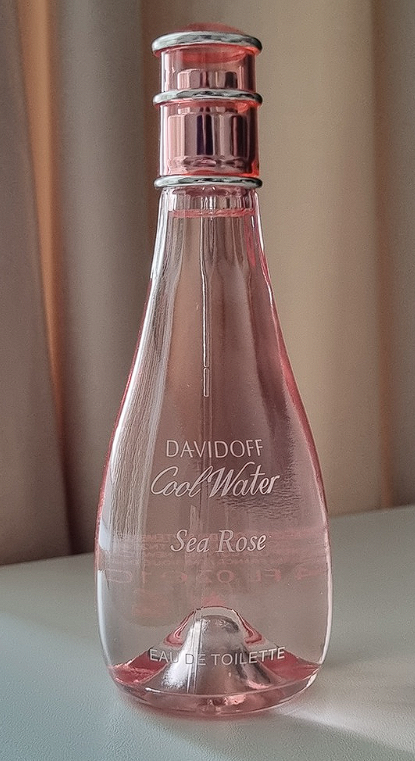 DAVIDOFF
Cool Water
Sea Rose
EAU DE TOILETTE